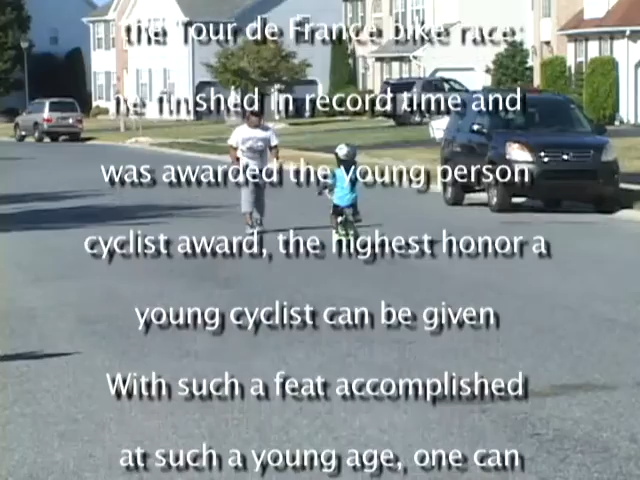 the Tour de France bike race.
he finished in record time and
was awarded the young person
cyclist award, the highest honor a
young cyclist can be given
With such a feat accomplished
at such a young age, one can